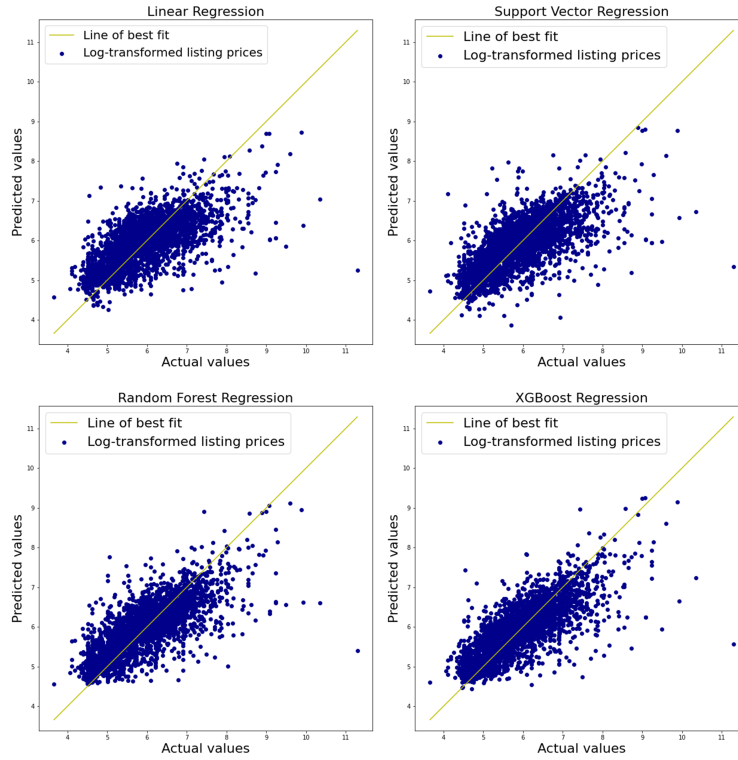 Linear Regression
Line of best fit
Log-transformed listing prices
Predicted values
11
10
9
8
7
6
5
4
4 5 6 7 8 9 10 11
Actual values
Support Vector Regression
Line of best fit
Log-transformed listing prices
Predicted values
11
10
9
8
7
6
5
4
4 5 6 7 8 9 10 11
Actual values
Random Forest Regression
Line of best fit
Log-transformed listing prices
Predicted values
11
10
9
8
7
6
5
4
4 5 6 7 8 9 10 11
Actual values
XGBoost Regression
Line of best fit
Log-transformed listing prices
Predicted values
11
10
9
8
7
6
5
4
4 5 6 7 8 9 10 11
Actual values